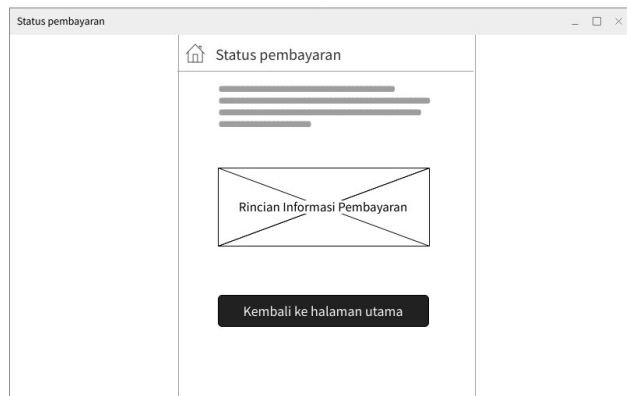 Status pembayaran
Status pembayaran
Rincian Informasi Pembayaran
Kembali ke halaman utama